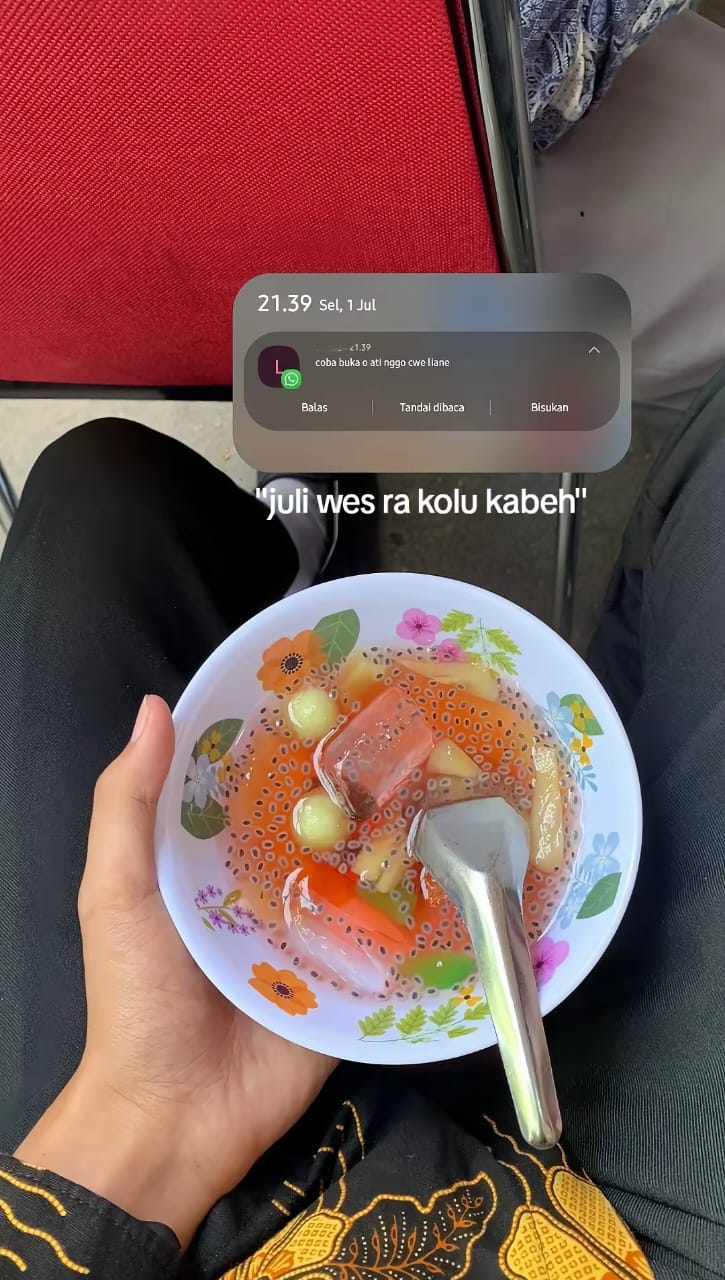 21.39 Sel, 1 Jul
L
21.39
coba buka o ati nggo cwe liane
Balas
Tandai dibaca
Bisukan
"juli wes ra kolu kabeh"